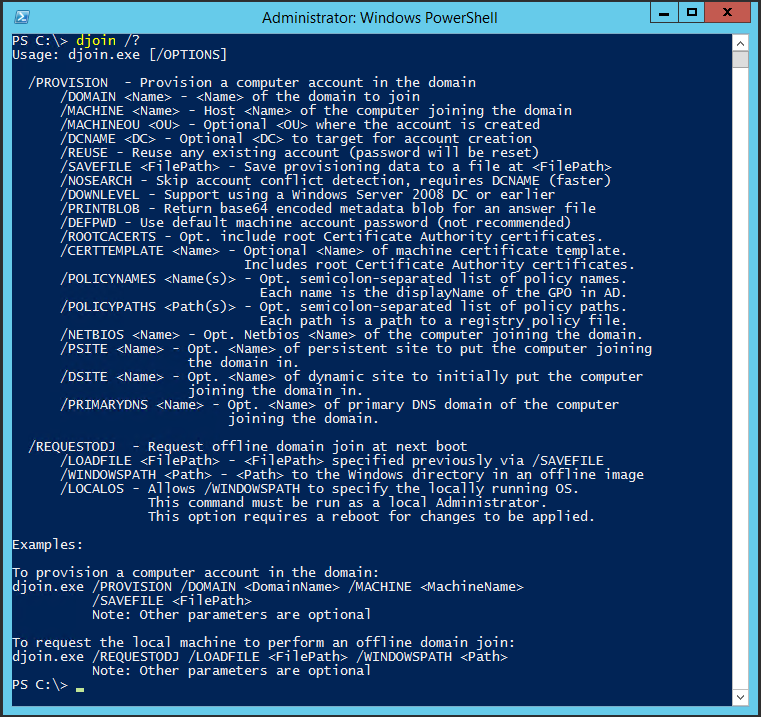 Administrator: Windows PowerShell
PS C:\> djoin /?
Usage: djoin.exe [/OPTIONS]
/PROVISION - Provision a computer account in the domain
/DOMAIN <Name> - <Name> of the domain to join
/MACHINE <Name> - Host <Name> of the computer joining the domain
/MACHINEOU <OU> - Optional <OU> where the account is created
/DCNAME <DC> - Optional <DC> to target for account creation
/REUSE - Reuse any existing account (password will be reset)
/SAVEFILE <FilePath> - Save provisioning data to a file at <FilePath>
/NOSEARCH - Skip account conflict detection, requires DCNAME (faster)
/DOWNLEVEL - Support using a Windows Server 2008 DC or earlier
/PRINTBLOB - Return base64 encoded metadata blob for an answer file
/DEFPWD - Use default machine account password (not recommended)
/ROOTCACERTS - Opt. include root Certificate Authority certificates.
/CERTTEMPLATE <Name> - Optional <Name> of machine certificate template.
Includes root Certificate Authority certificates.
/POLICYNAMES <Name(s)> - Opt. semicolon-separated list of policy names.
Each name is the displayName of the GPO in AD.
/POLICYPATHS <Path(s)> - Opt. semicolon-separated list of policy paths.
Each path is a path to a registry policy file.
/NETBIOS <Name> - Opt. Netbios <Name> of the computer joining the domain.
/PSITE <Name> - Opt. <Name> of persistent site to put the computer joining
the domain in.
/DSITE <Name> - Opt. <Name> of dynamic site to initially put the computer
joining the domain in.
/PRIMARYDNS <Name> - Opt. <Name> of primary DNS domain of the computer
joining the domain.
/REQUESTODJ - Request offline domain join at next boot
/LOADFILE <FilePath> - <FilePath> specified previously via /SAVEFILE
/WINDOWSPATH <Path> - <Path> to the Windows directory in an offline image
/LOCALOS - Allows /WINDOWSPATH to specify the locally running OS.
This command must be run as a local Administrator.
This option requires a reboot for changes to be applied.
Examples:
To provision a computer account in the domain:
djoin.exe /PROVISION /DOMAIN <DomainName> /MACHINE <MachineName>
/SAVEFILE <FilePath>
Note: Other parameters are optional
To request the local machine to perform an offline domain join:
djoin.exe /REQUESTODJ /LOADFILE <FilePath> /WINDOWSPATH <Path>
Note: Other parameters are optional
PS C:\>